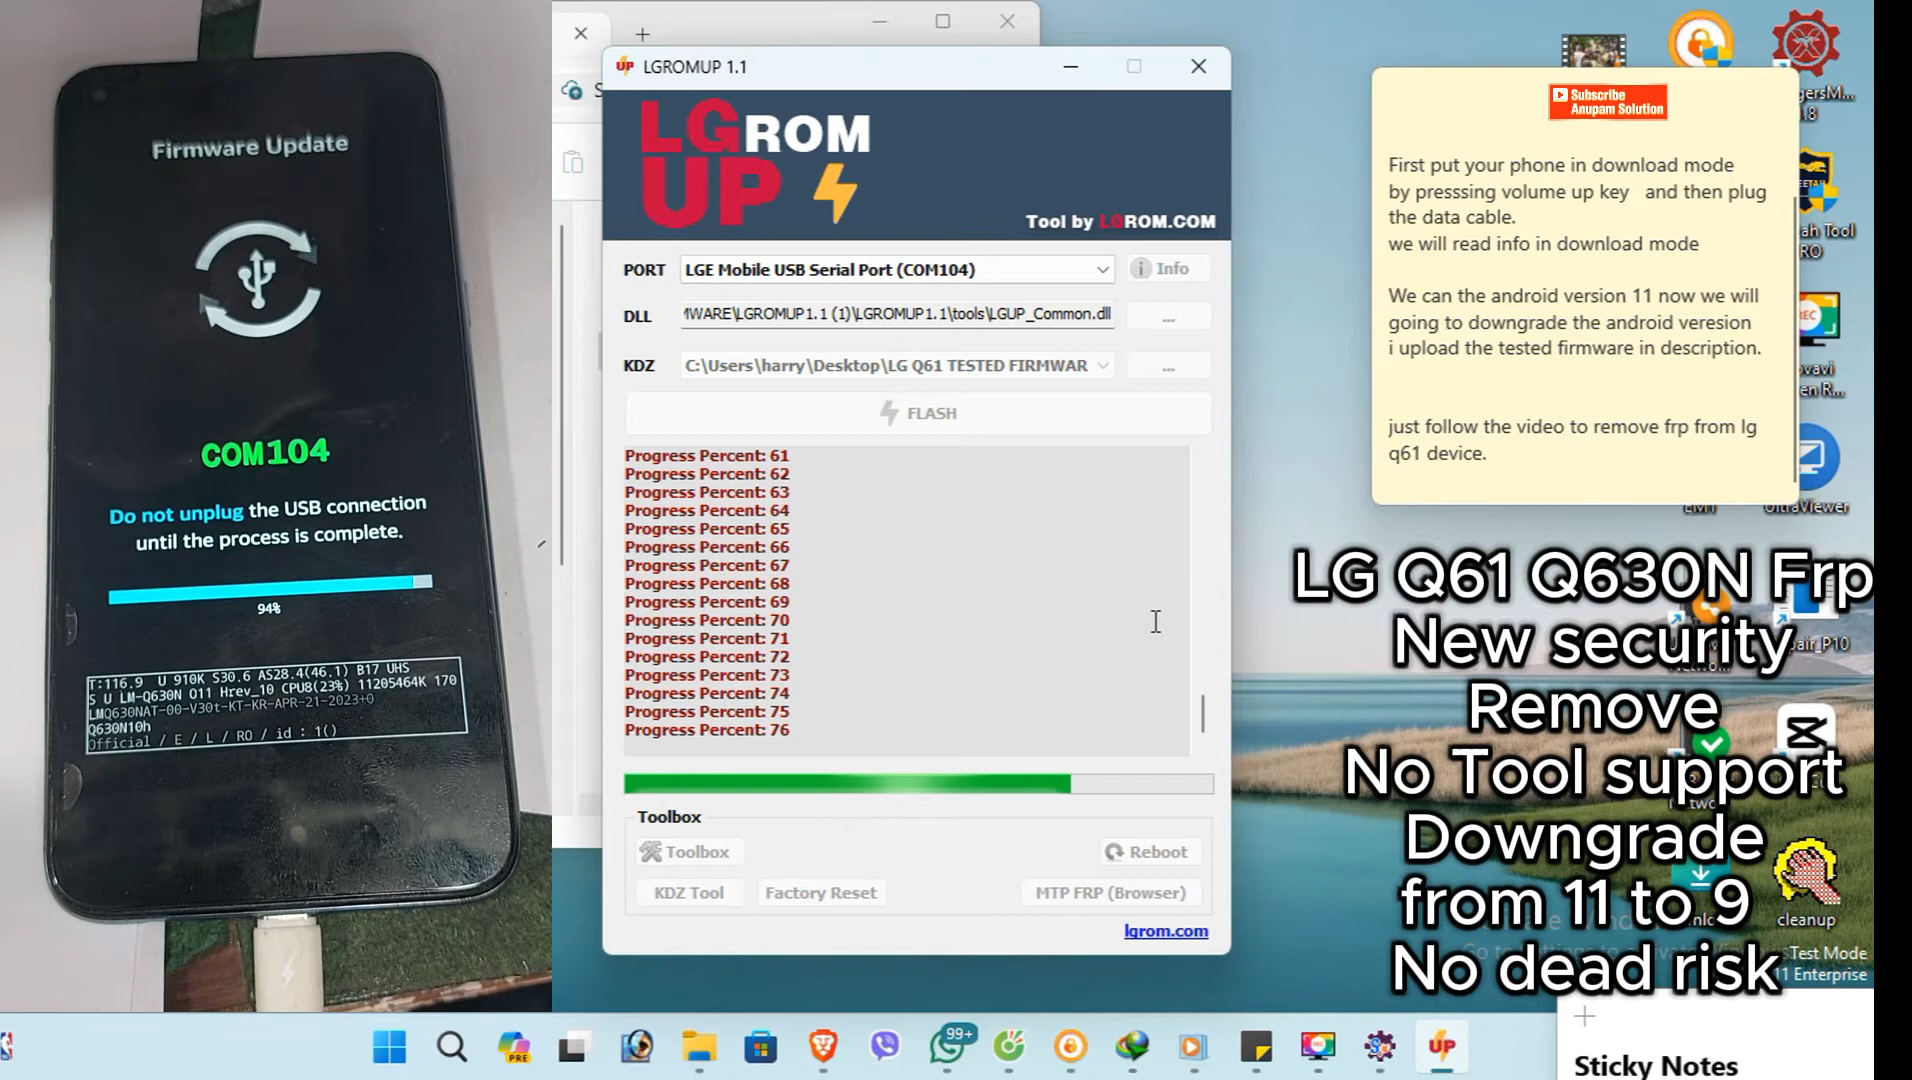 Firmware Update
COM104
Do not unplug the USB connection
until the process is complete.
94%
T:116.9 U 910K S30.6 AS28.4(46.1) B17 UHS
S U LM-Q630N O11 Hrev_10 CPU8(23%) 11205464K 170
LMQ630NAT-00-V30t-KT-KR-APR-21-2023+0
Q630N10h
Official / E / L / RO / id : 1()
UP LGROMUP 1.1
LGROM
UP
Tool by LGROM.COM
PORT LGE Mobile USB Serial Port (COM104) Info
DLL MWARE\LGROMUP1.1 (1)\LGROMUP1.1\tools\LGUP_Common.dll ...
KDZ C:\Users\harry\Desktop\LG Q61 TESTED FIRMWAR ...
FLASH
Progress Percent: 61
Progress Percent: 62
Progress Percent: 63
Progress Percent: 64
Progress Percent: 65
Progress Percent: 66
Progress Percent: 67
Progress Percent: 68
Progress Percent: 69
Progress Percent: 70
Progress Percent: 71
Progress Percent: 72
Progress Percent: 73
Progress Percent: 74
Progress Percent: 75
Progress Percent: 76
Toolbox
Toolbox Reboot
KDZ Tool Factory Reset MTP FRP (Browser)
lgrom.com
Subscribe
Anupam Solution
First put your phone in download mode
by presssing volume up key and then plug
the data cable.
we will read info in download mode
We can the android version 11 now we will
going to downgrade the android veresion
i upload the tested firmware in description.
just follow the video to remove frp from lg
q61 device.
UltraViewer
LG Q61 Q630N Frp
New security
Remove
No Tool support
Downgrade
from 11 to 9
No dead risk
cleanup
Test Mode
11 Enterprise
PRE
99+
UP
Sticky Notes